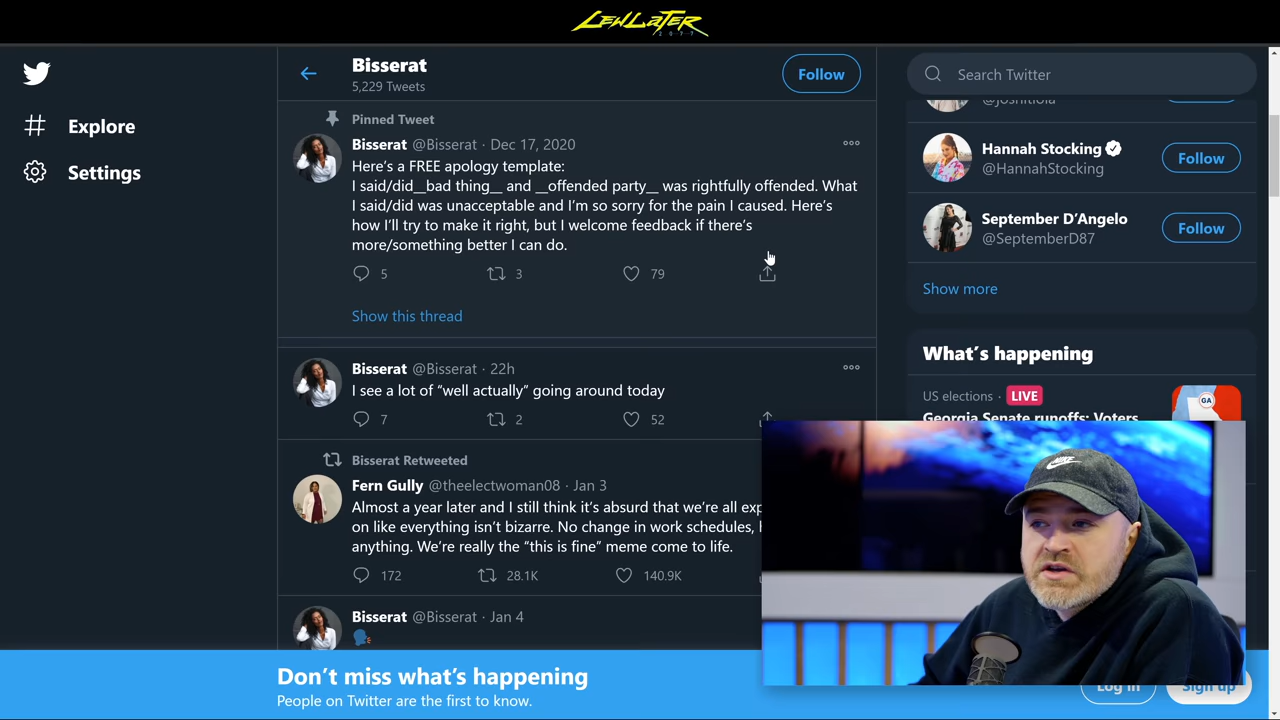 LEWLATER
2077
Bisserat
5,229 Tweets
Follow
Explore
Settings
Pinned Tweet
Bisserat @Bisserat · Dec 17, 2020
Here's a FREE apology template:
I said/did__bad thing__ and __offended party__ was rightfully offended. What
I said/did was unacceptable and I'm so sorry for the pain I caused. Here's
how I'll try to make it right, but I welcome feedback if there's
more/something better I can do.
5 3 79
Show this thread
Bisserat @Bisserat · 22h
I see a lot of “well actually” going around today
7 2 52
Bisserat Retweeted
Fern Gully @theelectwoman08 · Jan 3
Almost a year later and I still think it's absurd that we're all
on like everything isn't bizarre. No change in work schedules,
anything. We're really the “this is fine” meme come to life.
172 28.1K 140.9K
Bisserat @Bisserat · Jan 4
Search Twitter
Hannah Stocking
@HannahStocking
Follow
September D'Angelo
@SeptemberD87
Follow
Show more
What's happening
US elections · LIVE
Georgia Senate runoffs: Voters
GA
Don't miss what's happening
People on Twitter are the first to know.
Log in
Sign up
NIKE